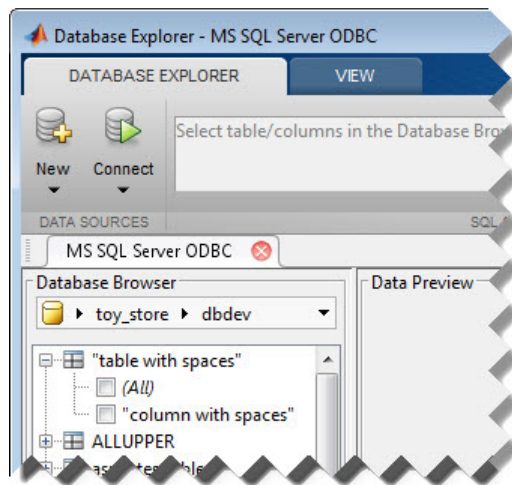 Database Explorer - MS SQL Server ODBC
DATABASE EXPLORER VIEW
Select table/columns in the Database
New Connect
DATA SOURCES SQL
MS SQL Server ODBC
Database Browser Data Preview
toy_store dbdev
"table with spaces"
(All)
"column with spaces"
ALLUPPER